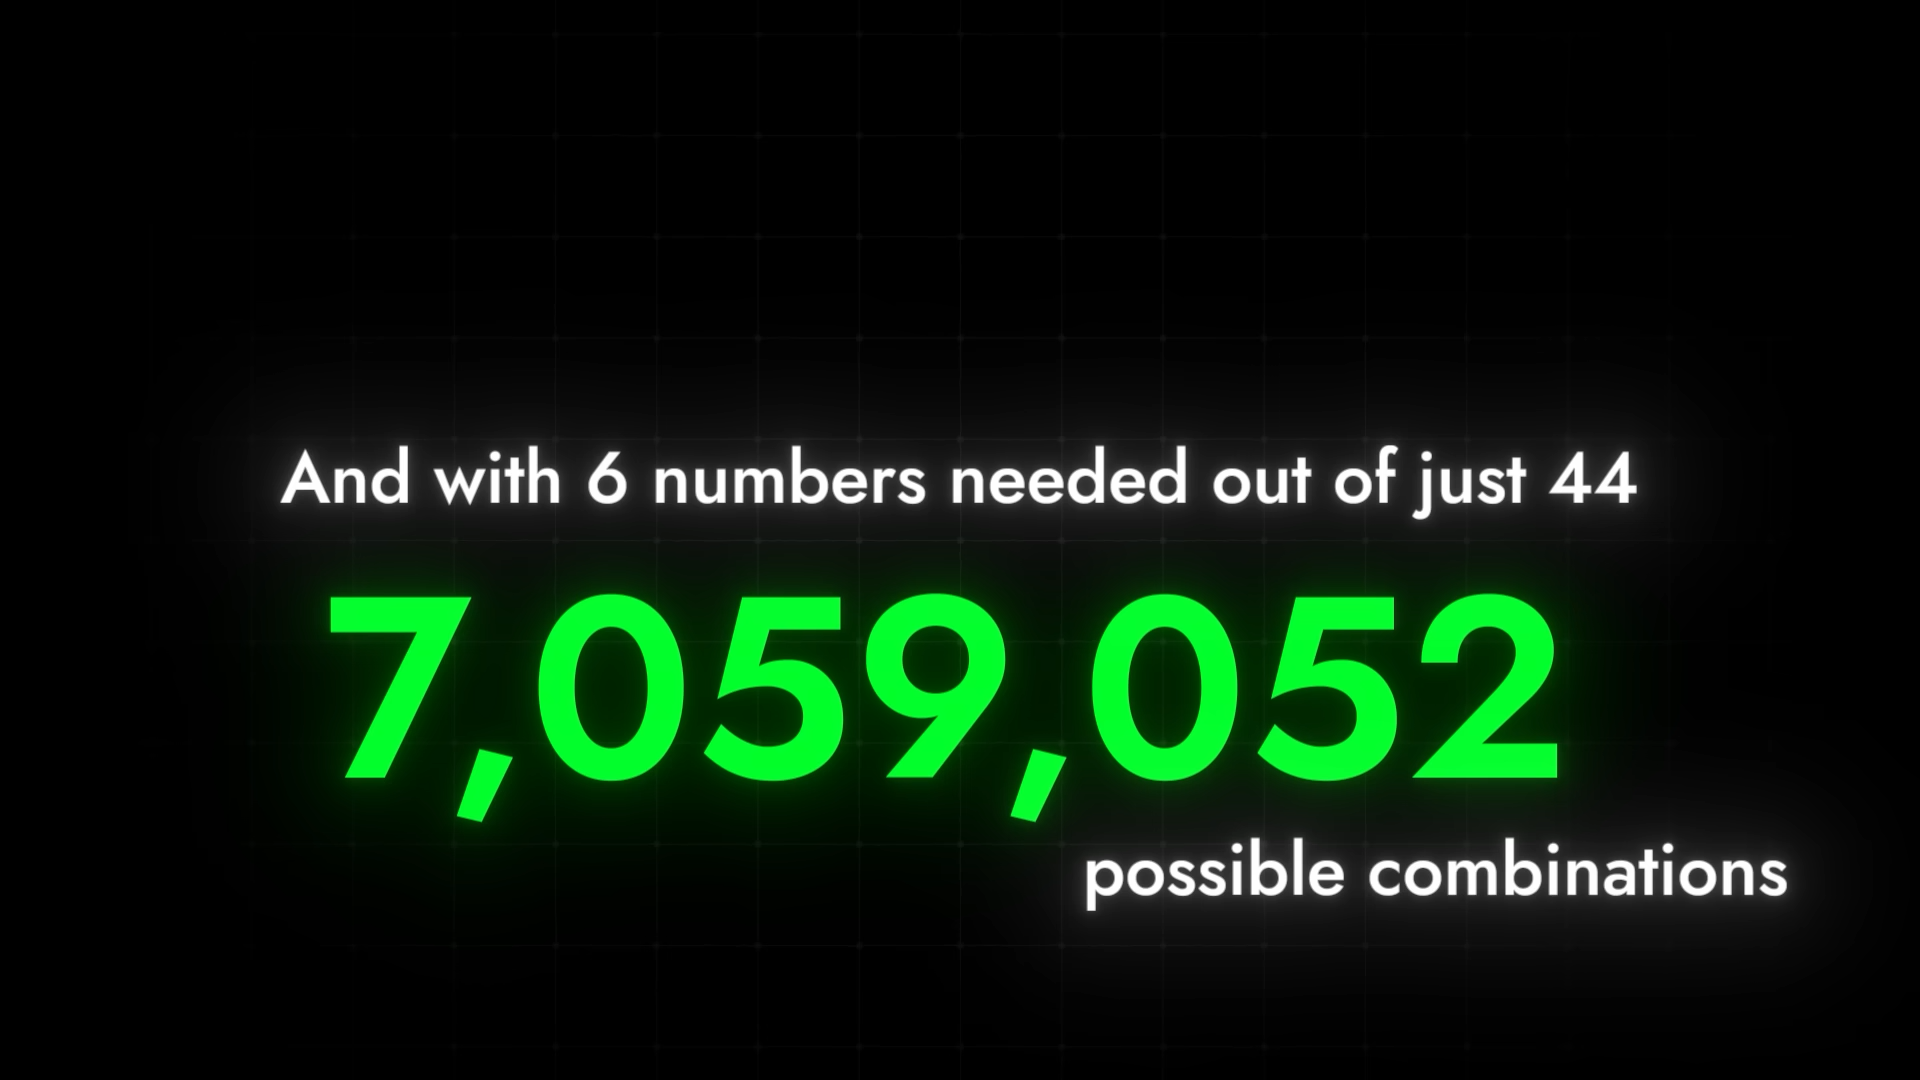 And with 6 numbers needed out of just 44
7,059,052
possible combinations